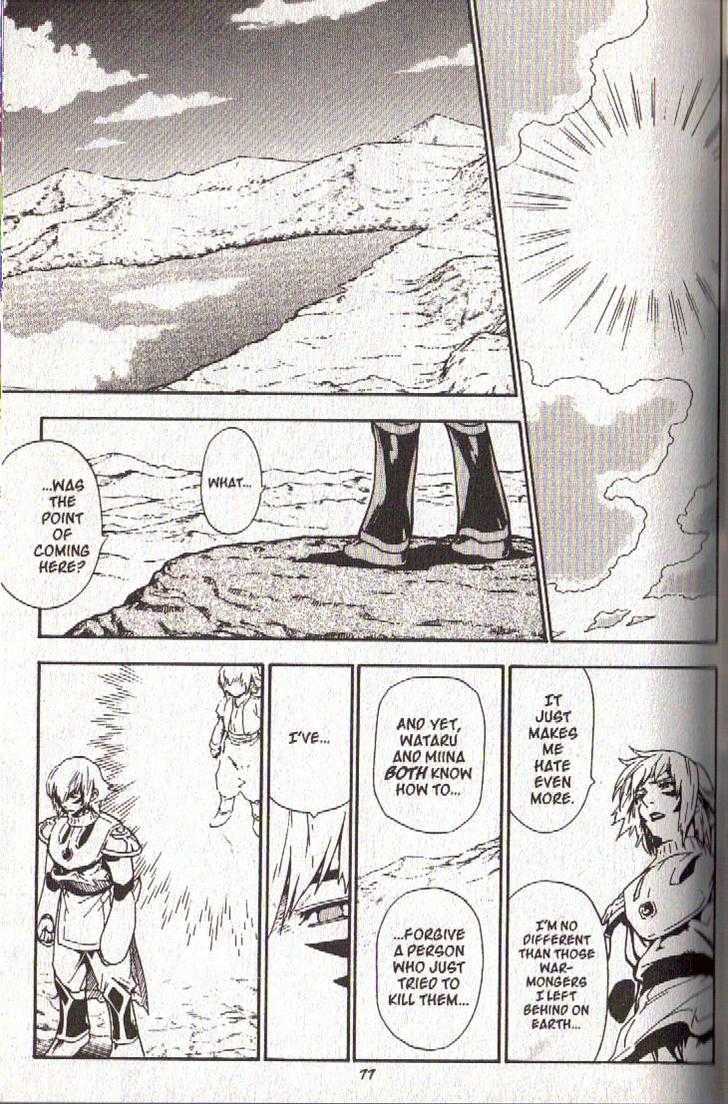 WHAT...
...WAS
THE
POINT
OF
COMING
HERE?
IT
JUST
MAKES
ME
HATE
EVEN
MORE.
I'M NO
DIFFERENT
THAN THOSE
WAR-
MONGERS
I LEFT
BEHIND ON
EARTH...
AND YET,
WATARU
AND MIINA
BOTH KNOW
HOW TO...
...FORGIVE
A PERSON
WHO JUST
TRIED TO
KILL THEM...
I'VE...
77